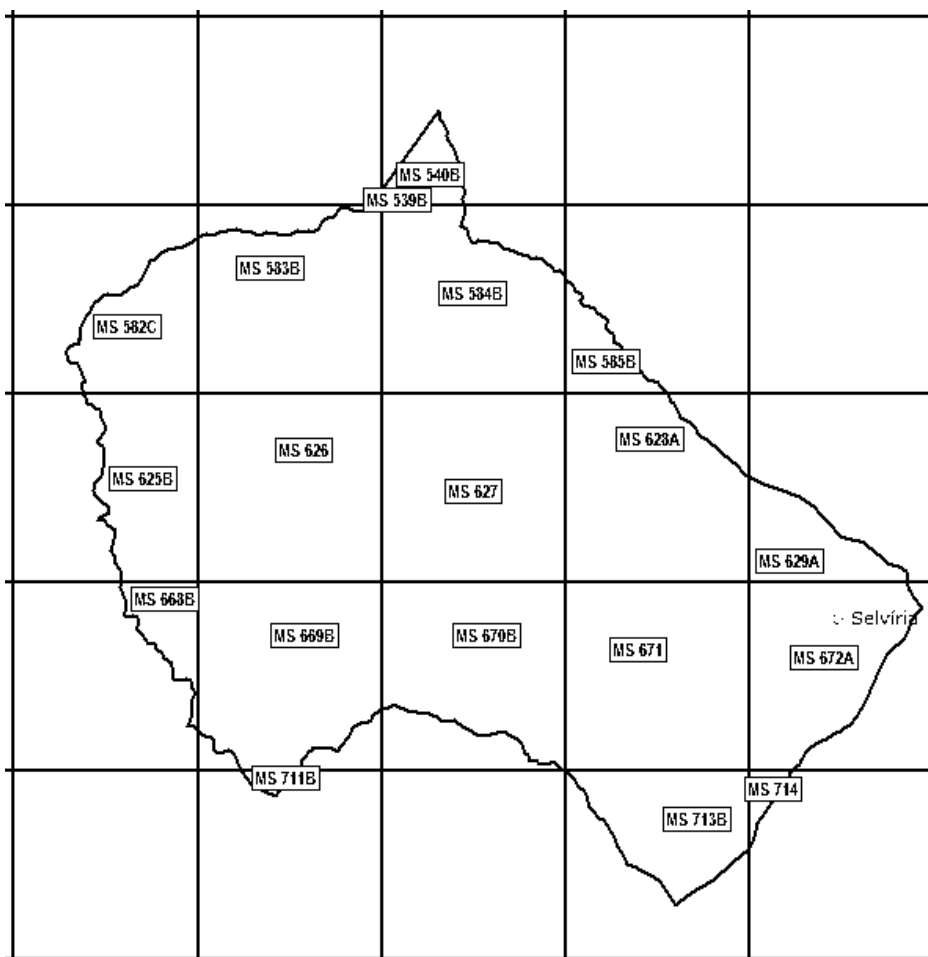 MS 540B
MS 539B
MS 583B
MS 584B
MS 582C
MS 585B
MS 628A
MS 626
MS 625B
MS 627
MS 629A
MS 668B
Selvíria
MS 669B
MS 670B
MS 671
MS 672A
MS 711B
MS 714
MS 713B